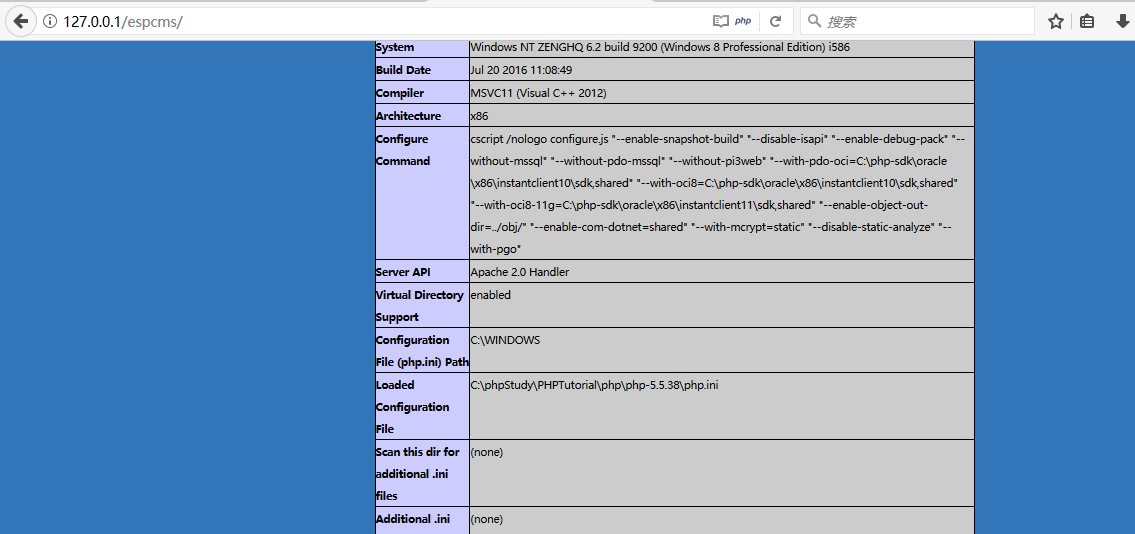 127.0.0.1/espcms/
php
搜索
System
Windows NT ZENGHQ 6.2 build 9200 (Windows 8 Professional Edition) i586
Build Date
Jul 20 2016 11:08:49
Compiler
MSVC11 (Visual C++ 2012)
Architecture
x86
Configure
Command
cscript /nologo configure.js "--enable-snapshot-build" "--disable-isapi" "--enable-debug-pack" "--
without-mssql" "--without-pdo-mssql" "--without-pi3web" "--with-pdo-oci=C:\php-sdk\oracle
\x86\instantclient10\sdk,shared" "--with-oci8=C:\php-sdk\oracle\x86\instantclient10\sdk,shared"
"--with-oci8-11g=C:\php-sdk\oracle\x86\instantclient11\sdk,shared" "--enable-object-out-
dir=../obj/" "--enable-com-dotnet=shared" "--with-mcrypt=static" "--disable-static-analyze" "--
with-pgo"
Server API
Apache 2.0 Handler
Virtual Directory
Support
enabled
Configuration
File (php.ini) Path
C:\WINDOWS
Loaded
Configuration
File
C:\phpStudy\PHPTutorial\php\php-5.5.38\php.ini
Scan this dir for
additional .ini
files
(none)
Additional .ini
(none)